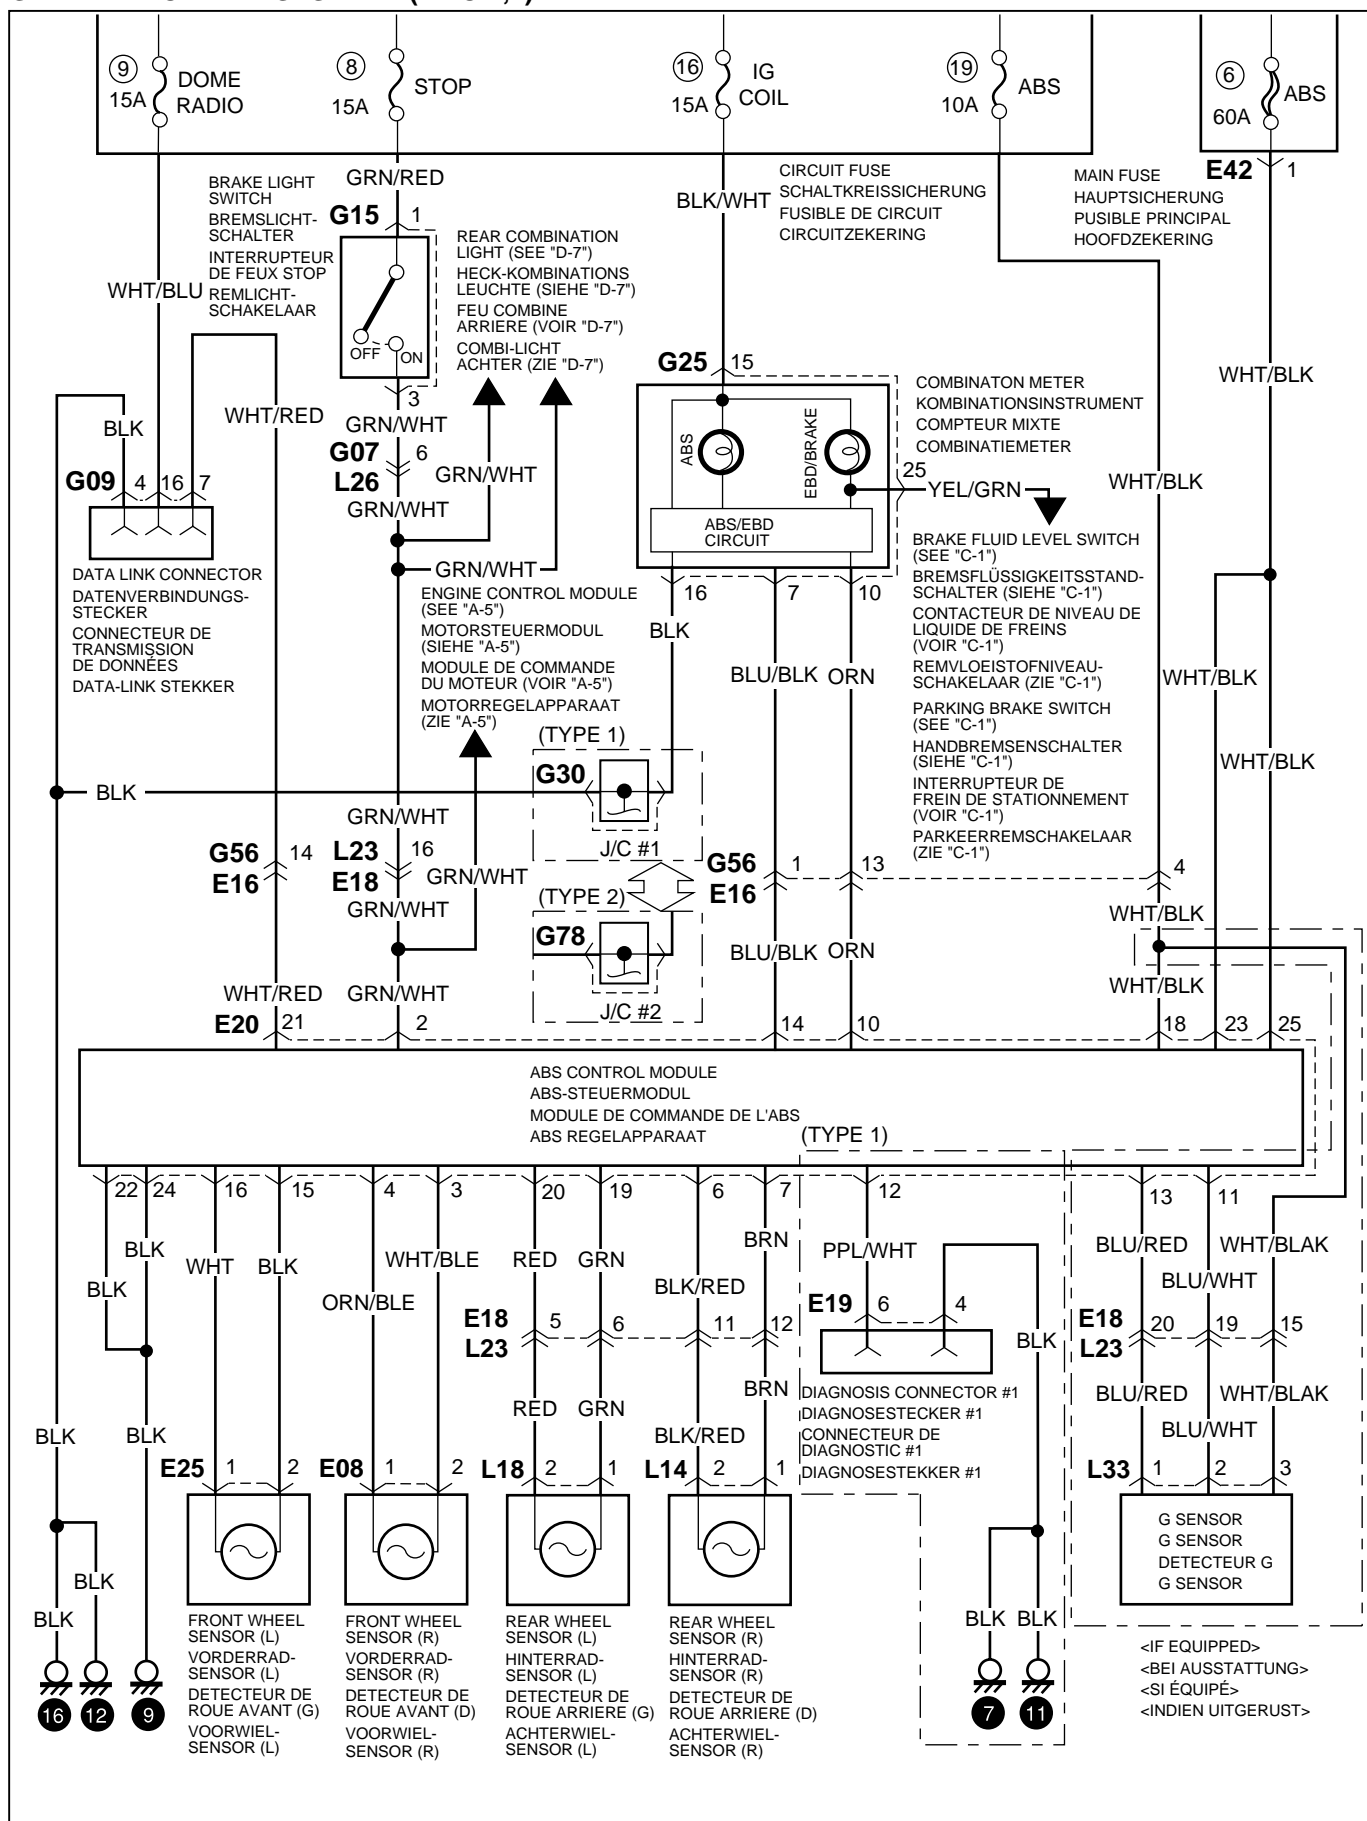 9
DOME
RADIO
15A
8
STOP
15A
16
IG
COIL
15A
19
ABS
10A
6
ABS
60A
E42 1
BRAKE LIGHT
SWITCH
BREMSLICHT-
SCHALTER
INTERRUPTEUR
DE FEUX STOP
REMLICHT-
SCHAKELAAR
GRN/RED
G15 1
OFF
ON
3
BLK/WHT
CIRCUIT FUSE
SCHALTKREISSICHERUNG
FUSIBLE DE CIRCUIT
CIRCUITZEKERING
MAIN FUSE
HAUPTSICHERUNG
PUSIBLE PRINCIPAL
HOOFDZEKERING
REAR COMBINATION
LIGHT (SEE "D-7")
HECK-KOMBINATIONS
LEUCHTE (SIEHE "D-7")
FEU COMBINE
ARRIERE (VOIR "D-7")
COMBI-LICHT
ACHTER (ZIE "D-7")
WHT/BLU
WHT/RED
BLK
G09 4 16 7
DATA LINK CONNECTOR
DATENVERBINDUNGS-
STECKER
CONNECTEUR DE
TRANSMISSION
DE DONNÉES
DATA-LINK STEKKER
GRN/WHT
G07 6
L26
GRN/WHT
GRN/WHT
GRN/WHT
ENGINE CONTROL MODULE
(SEE "A-5")
MOTORSTEUERMODUL
(SIEHE "A-5")
MODULE DE COMMANDE
DU MOTEUR (VOIR "A-5")
MOTORREGELAPPARAAT
(ZIE "A-5")
G25 15
ABS
EBD/BRAKE
ABS/EBD
CIRCUIT
COMBINATON METER
KOMBINATIONSINSTRUMENT
COMPTEUR MIXTE
COMBINATIEMETER
25
YEL/GRN
16 7 10
BLK
BLU/BLK ORN
BRAKE FLUID LEVEL SWITCH
(SEE "C-1")
BREMSFLÜSSIGKEITSSTAND-
SCHALTER (SIEHE "C-1")
CONTACTEUR DE NIVEAU DE
LIQUIDE DE FREINS
(VOIR "C-1")
REMVLOEISTOFNIVEAU-
SCHAKELAAR (ZIE "C-1")
PARKING BRAKE SWITCH
(SEE "C-1")
HANDBREMSENSCHALTER
(SIEHE "C-1")
INTERRUPTEUR DE
FREIN DE STATIONNEMENT
(VOIR "C-1")
PARKEERREMSCHAKELAAR
(ZIE "C-1")
WHT/BLK
WHT/BLK
WHT/BLK
WHT/BLK
(TYPE 1)
G30
J/C #1
BLK
GRN/WHT
G56 14
E16
L23 16
E18
GRN/WHT
GRN/WHT
(TYPE 2)
G78
J/C #2
G56 1 13 4
E16
BLU/BLK ORN
WHT/BLK
WHT/BLK
WHT/RED
GRN/WHT
E20 21 2 14 10 18 23 25
ABS CONTROL MODULE
ABS-STEUERMODUL
MODULE DE COMMANDE DE L'ABS
ABS REGELAPPARAAT
(TYPE 1)
22 24 16 15 4 3 20 19 6 7 12 13 11
BLK
BLK
WHT
BLK
ORN/BLE
WHT/BLE
RED
GRN
BLK/RED
BRN
PPL/WHT
BLU/RED
BLU/WHT
WHT/BLAK
E18 5 6 11 12
L23
E19 6 4
BLK
DIAGNOSIS CONNECTOR #1
DIAGNOSESTECKER #1
CONNECTEUR DE
DIAGNOSTIC #1
DIAGNOSESTEKKER #1
E18 20 19 15
L23
BLU/RED
BLU/WHT
WHT/BLAK
BLK
BLK
RED
GRN
BLK/RED
BRN
E25 1 2
E08 1 2
L18 2 1
L14 2 1
L33 1 2 3
G SENSOR
G SENSOR
DETECTEUR G
G SENSOR
BLK
BLK
BLK
BLK
16
12
9
7
11
FRONT WHEEL
SENSOR (L)
VORDERRAD-
SENSOR (L)
DETECTEUR DE
ROUE AVANT (G)
VOORWIEL-
SENSOR (L)
FRONT WHEEL
SENSOR (R)
VORDERRAD-
SENSOR (R)
DETECTEUR DE
ROUE AVANT (D)
VOORWIEL-
SENSOR (R)
REAR WHEEL
SENSOR (L)
HINTERRAD-
SENSOR (L)
DETECTEUR DE
ROUE ARRIERE (G)
ACHTERWIEL-
SENSOR (L)
REAR WHEEL
SENSOR (R)
HINTERRAD-
SENSOR (R)
DETECTEUR DE
ROUE ARRIERE (D)
ACHTERWIEL-
SENSOR (R)
<IF EQUIPPED>
<BEI AUSSTATTUNG>
<SI ÉQUIPÉ>
<INDIEN UITGERUST>